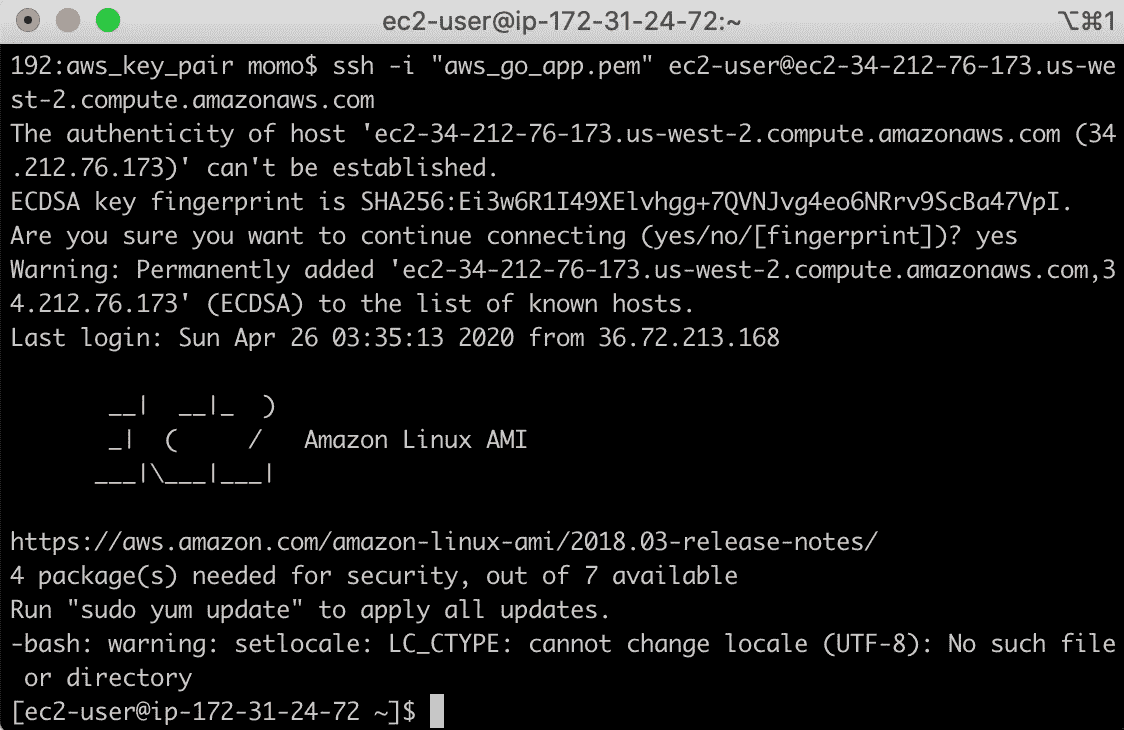 ec2-user@ip-172-31-24-72:~
⌥⌘1
192:aws_key_pair momo$ ssh -i "aws_go_app.pem" ec2-user@ec2-34-212-76-173.us-we
st-2.compute.amazonaws.com
The authenticity of host 'ec2-34-212-76-173.us-west-2.compute.amazonaws.com (34
.212.76.173)' can't be established.
ECDSA key fingerprint is SHA256:Ei3w6R1I49XElvhgg+7QVNJvg4eo6NRrv9ScBa47VpI.
Are you sure you want to continue connecting (yes/no/[fingerprint])? yes
Warning: Permanently added 'ec2-34-212-76-173.us-west-2.compute.amazonaws.com,3
4.212.76.173' (ECDSA) to the list of known hosts.
Last login: Sun Apr 26 03:35:13 2020 from 36.72.213.168
       __|  __|_  )
       _|  (     /   Amazon Linux AMI
      ___|\___|___|
https://aws.amazon.com/amazon-linux-ami/2018.03-release-notes/
4 package(s) needed for security, out of 7 available
Run "sudo yum update" to apply all updates.
-bash: warning: setlocale: LC_CTYPE: cannot change locale (UTF-8): No such file
 or directory
[ec2-user@ip-172-31-24-72 ~]$